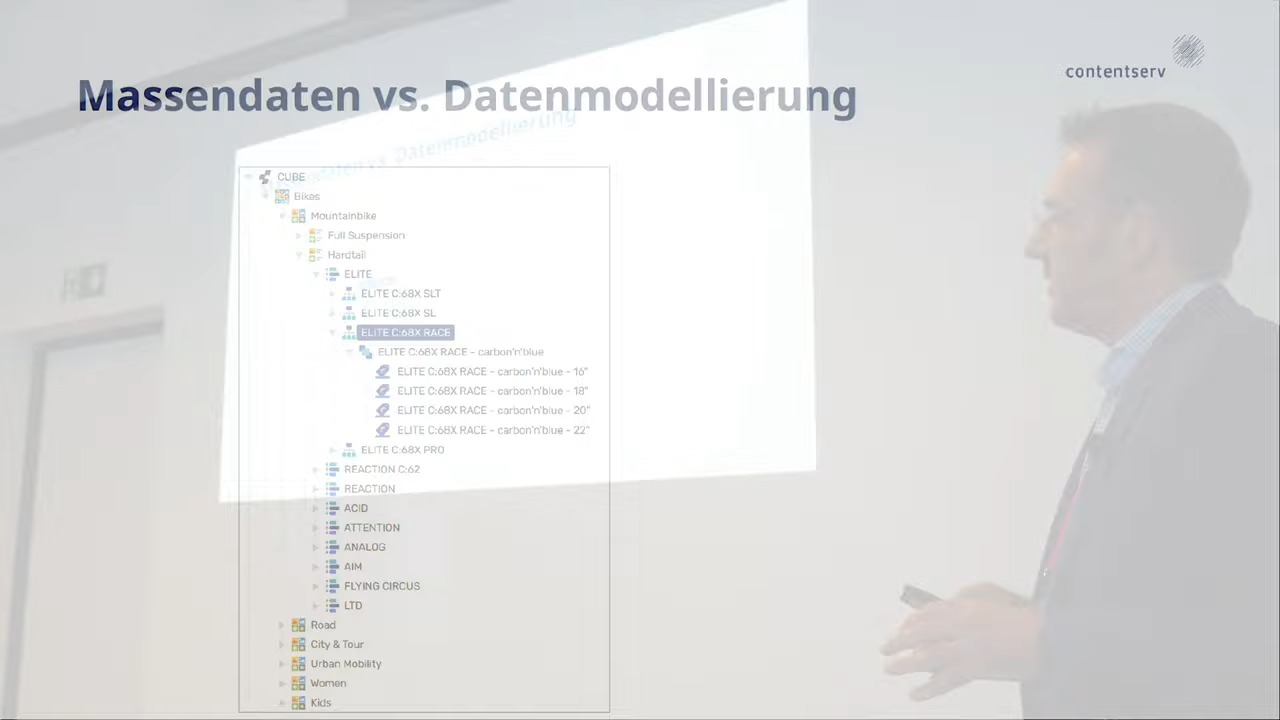 contentserv
Massendaten vs. Datenmodellierung
Datenmodellierung
CUBE
Bikes
Mountainbike
Full Suspension
Hardtail
ELITE
ELITE C:68X SLT
ELITE C:68X SL
ELITE C:68X RACE
ELITE C:68X RACE - carbon'n'blue
ELITE C:68X RACE - carbon'n'blue - 16"
ELITE C:68X RACE - carbon'n'blue - 18"
ELITE C:68X RACE - carbon'n'blue - 20"
ELITE C:68X RACE - carbon'n'blue - 22"
ELITE C:68X PRO
REACTION C:62
REACTION
ACID
ATTENTION
ANALOG
AIM
FLYING CIRCUS
LTD
Road
City & Tour
Urban Mobility
Women
Kids